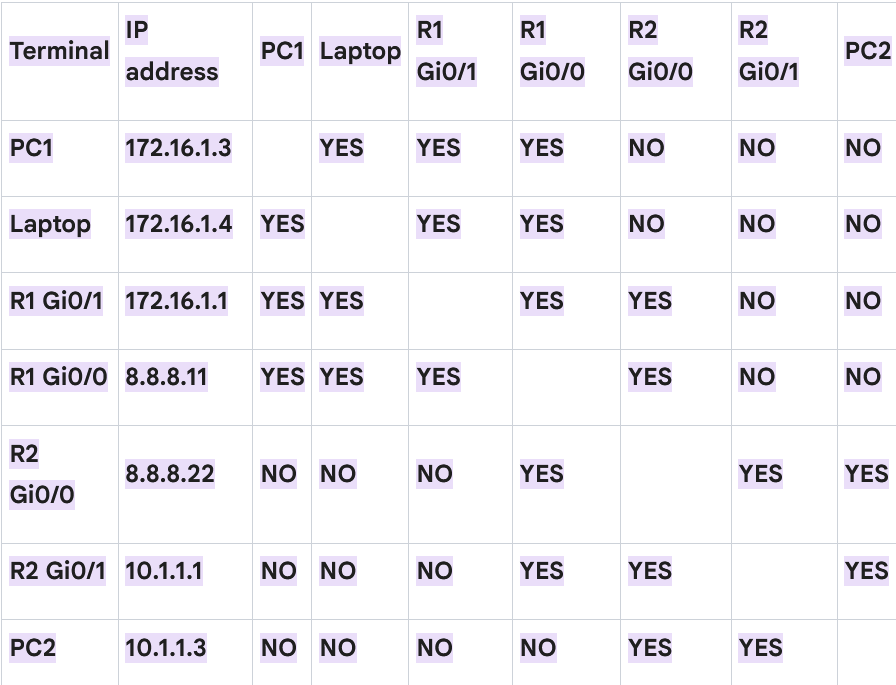 Terminal IP address PC1 Laptop R1 Gi0/1 R1 Gi0/0 R2 Gi0/0 R2 Gi0/1 PC2
PC1 172.16.1.3 YES YES YES NO NO NO
Laptop 172.16.1.4 YES YES YES NO NO NO
R1 Gi0/1 172.16.1.1 YES YES YES YES NO NO
R1 Gi0/0 8.8.8.11 YES YES YES YES NO NO
R2 Gi0/0 8.8.8.22 NO NO NO YES YES YES
R2 Gi0/1 10.1.1.1 NO NO NO YES YES YES
PC2 10.1.1.3 NO NO NO NO YES YES